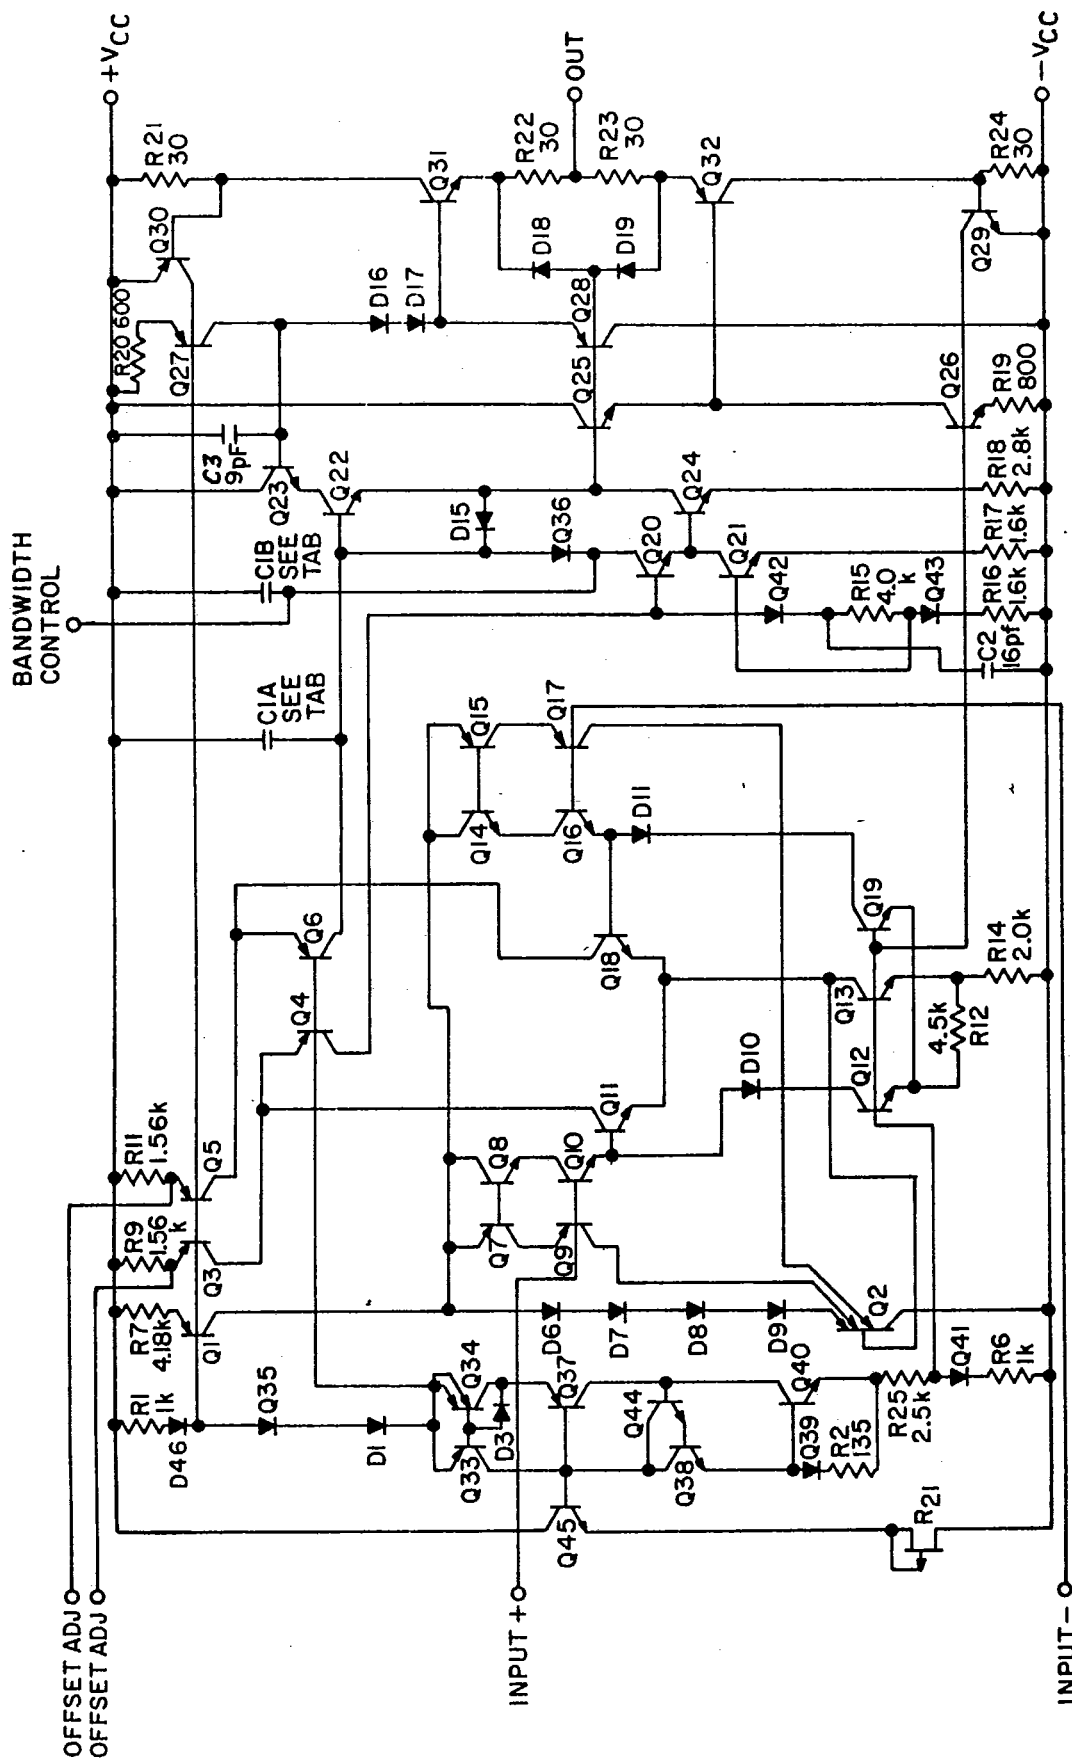 +VCC
R21
30
Q30
R20 600
Q27
Q31
R22
30
OUT
R23
30
Q32
R24
30
-VCC
D18
D19
Q29
D16
D17
Q28
Q25
Q26
R19
800
C3
9pF
Q23
Q22
D15
Q36
Q24
R18
2.8k
BANDWIDTH
CONTROL
C1B
SEE
TAB
Q20
Q21
R17
1.6k
Q42
R15
4.0
k
Q43
R16
1.6k
C2
16pf
C1A
SEE
TAB
Q15
Q17
Q14
Q16
D11
Q6
Q4
Q18
Q19
Q13
R14
2.0k
4.5k
R12
Q12
D10
Q11
R11
1.56k
Q5
R9
1.56
k
Q3
Q8
Q10
Q7
Q9
R7
4.18k
Q1
D6
D7
D8
D9
Q2
R1
1k
D46
Q35
D1
Q34
Q33
D3
Q37
Q44
Q38
Q40
Q39
R2
135
R25
2.5k
Q41
R6
1k
Q45
R21
OFFSET ADJ
OFFSET ADJ
INPUT +
INPUT -